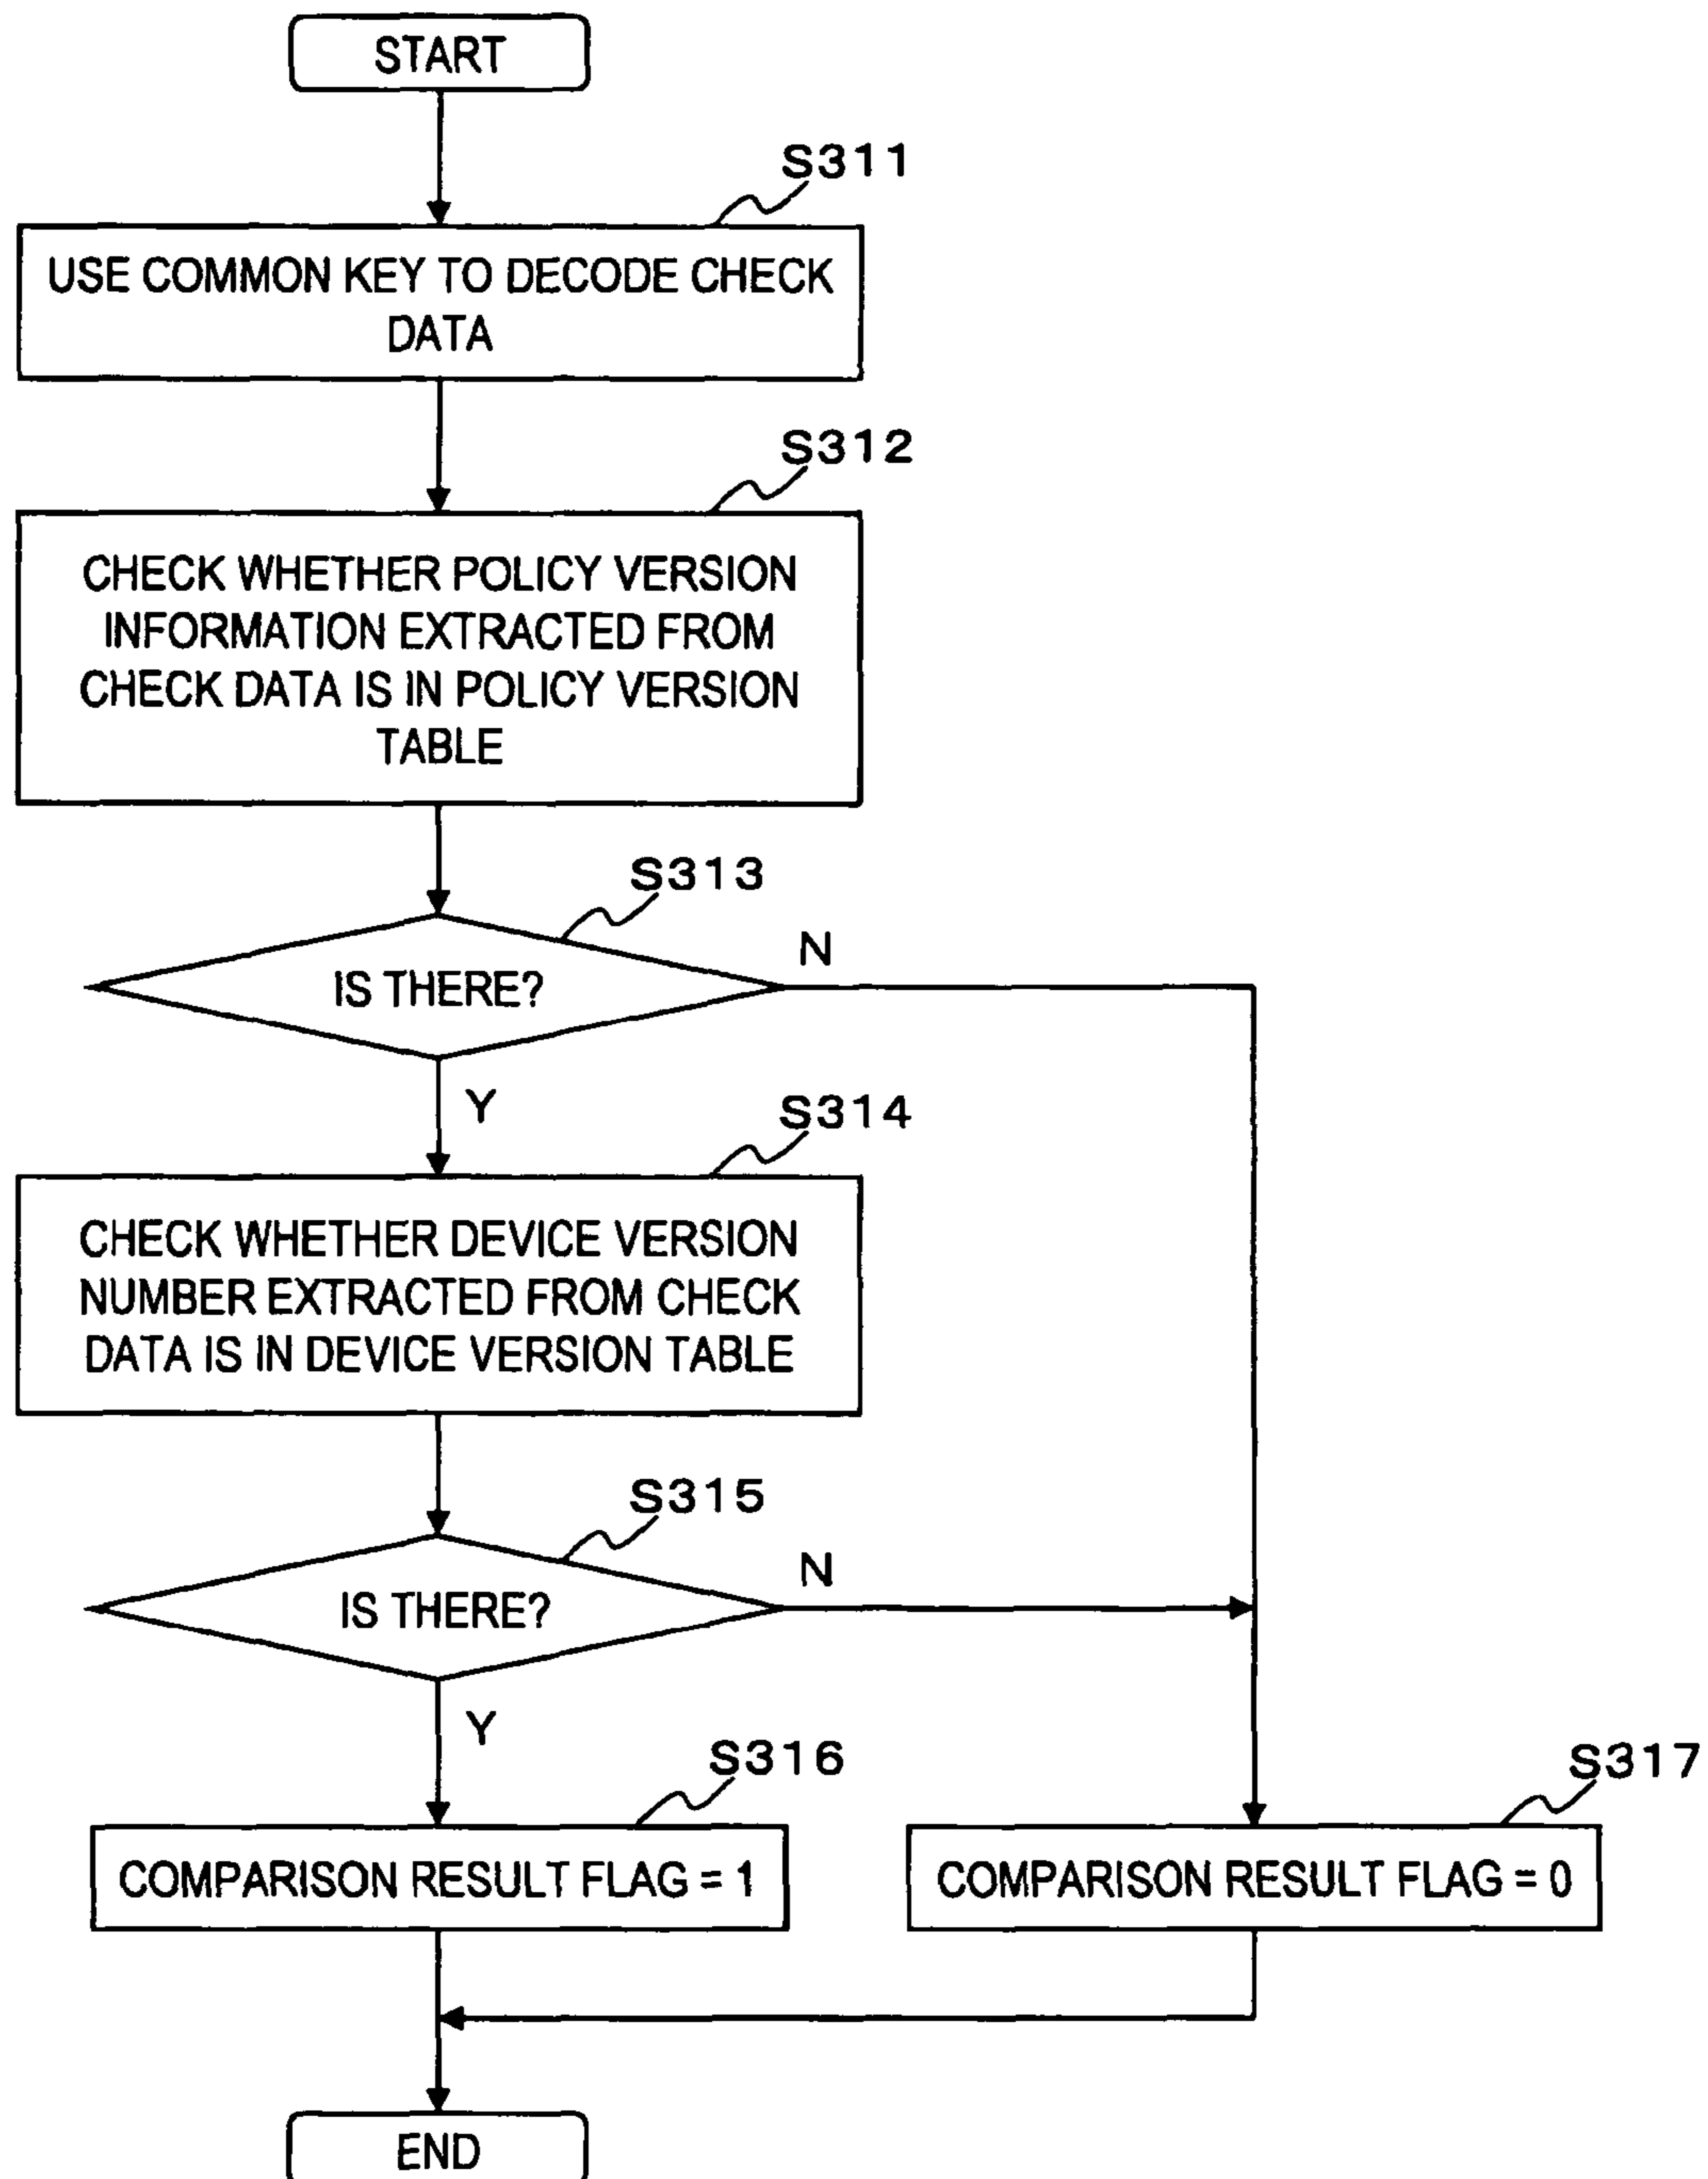 START
S311
USE COMMON KEY TO DECODE CHECK
DATA
S312
CHECK WHETHER POLICY VERSION
INFORMATION EXTRACTED FROM
CHECK DATA IS IN POLICY VERSION
TABLE
S313
N
IS THERE?
Y
S314
CHECK WHETHER DEVICE VERSION
NUMBER EXTRACTED FROM CHECK
DATA IS IN DEVICE VERSION TABLE
S315
N
IS THERE?
Y
S316
S317
COMPARISON RESULT FLAG = 1
COMPARISON RESULT FLAG = 0
END